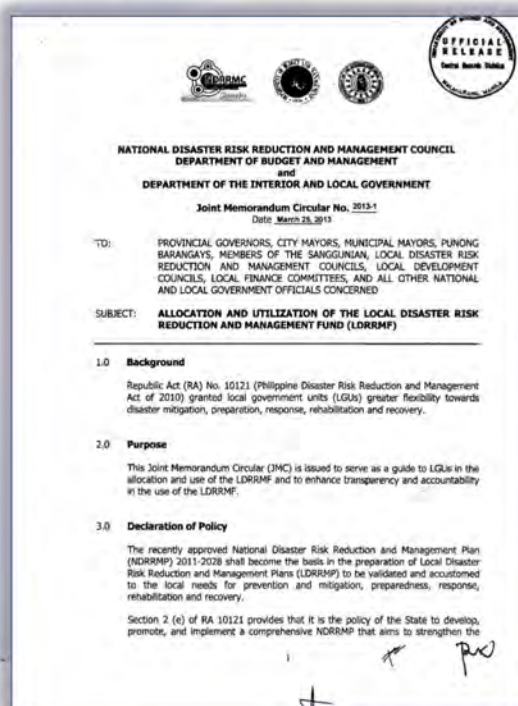 OFFICIAL
RELEASE
Central Records Division
MALACAÑANG, MANILA
NDRRMC
NATIONAL DISASTER RISK REDUCTION AND MANAGEMENT COUNCIL
DEPARTMENT OF BUDGET AND MANAGEMENT
and
DEPARTMENT OF THE INTERIOR AND LOCAL GOVERNMENT
Joint Memorandum Circular No. 2013-1
Date March 25, 2013
TO: PROVINCIAL GOVERNORS, CITY MAYORS, MUNICIPAL MAYORS, PUNONG
BARANGAYS, MEMBERS OF THE SANGGUNIAN, LOCAL DISASTER RISK
REDUCTION AND MANAGEMENT COUNCILS, LOCAL DEVELOPMENT
COUNCILS, LOCAL FINANCE COMMITTEES, AND ALL OTHER NATIONAL
AND LOCAL GOVERNMENT OFFICIALS CONCERNED
SUBJECT: ALLOCATION AND UTILIZATION OF THE LOCAL DISASTER RISK
REDUCTION AND MANAGEMENT FUND (LDRRMF)
1.0 Background
Republic Act (RA) No. 10121 (Philippine Disaster Risk Reduction and Management
Act of 2010) granted local government units (LGUs) greater flexibility towards
disaster mitigation, preparation, response, rehabilitation and recovery.
2.0 Purpose
This Joint Memorandum Circular (JMC) is issued to serve as a guide to LGUs in the
allocation and use of the LDRRMF and to enhance transparency and accountability
in the use of the LDRRMF.
3.0 Declaration of Policy
The recently approved National Disaster Risk Reduction and Management Plan
(NDRRMP) 2011-2028 shall become the basis in the preparation of Local Disaster
Risk Reduction and Management Plans (LDRRMP) to be validated and accustomed
to the local needs for prevention and mitigation, preparedness, response,
rehabilitation and recovery.
Section 2 (e) of RA 10121 provides that it is the policy of the State to develop,
promote, and implement a comprehensive NDRRMP that aims to strengthen the